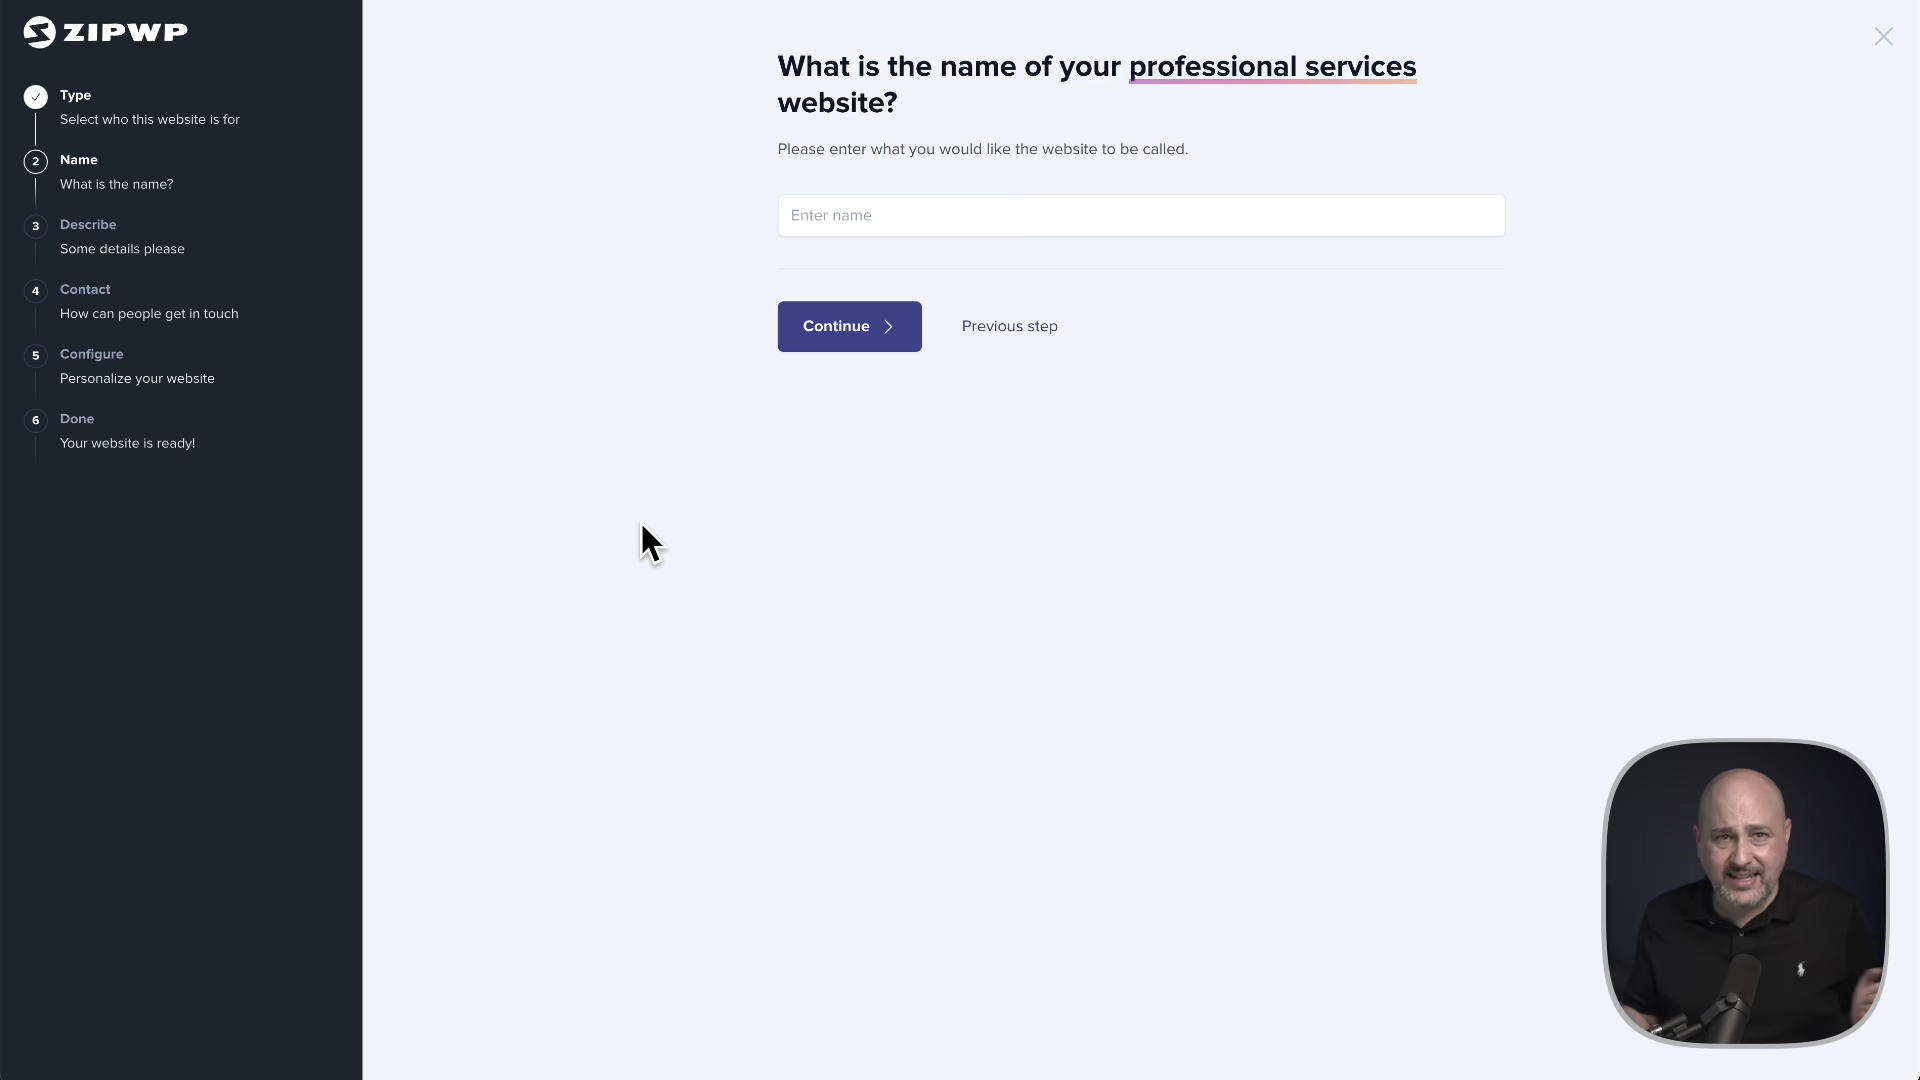 ZIPWP
Type
Select who this website is for
2
Name
What is the name?
3
Describe
Some details please
4
Contact
How can people get in touch
5
Configure
Personalize your website
6
Done
Your website is ready!
What is the name of your professional services
website?
Please enter what you would like the website to be called.
Enter name
Continue
Previous step